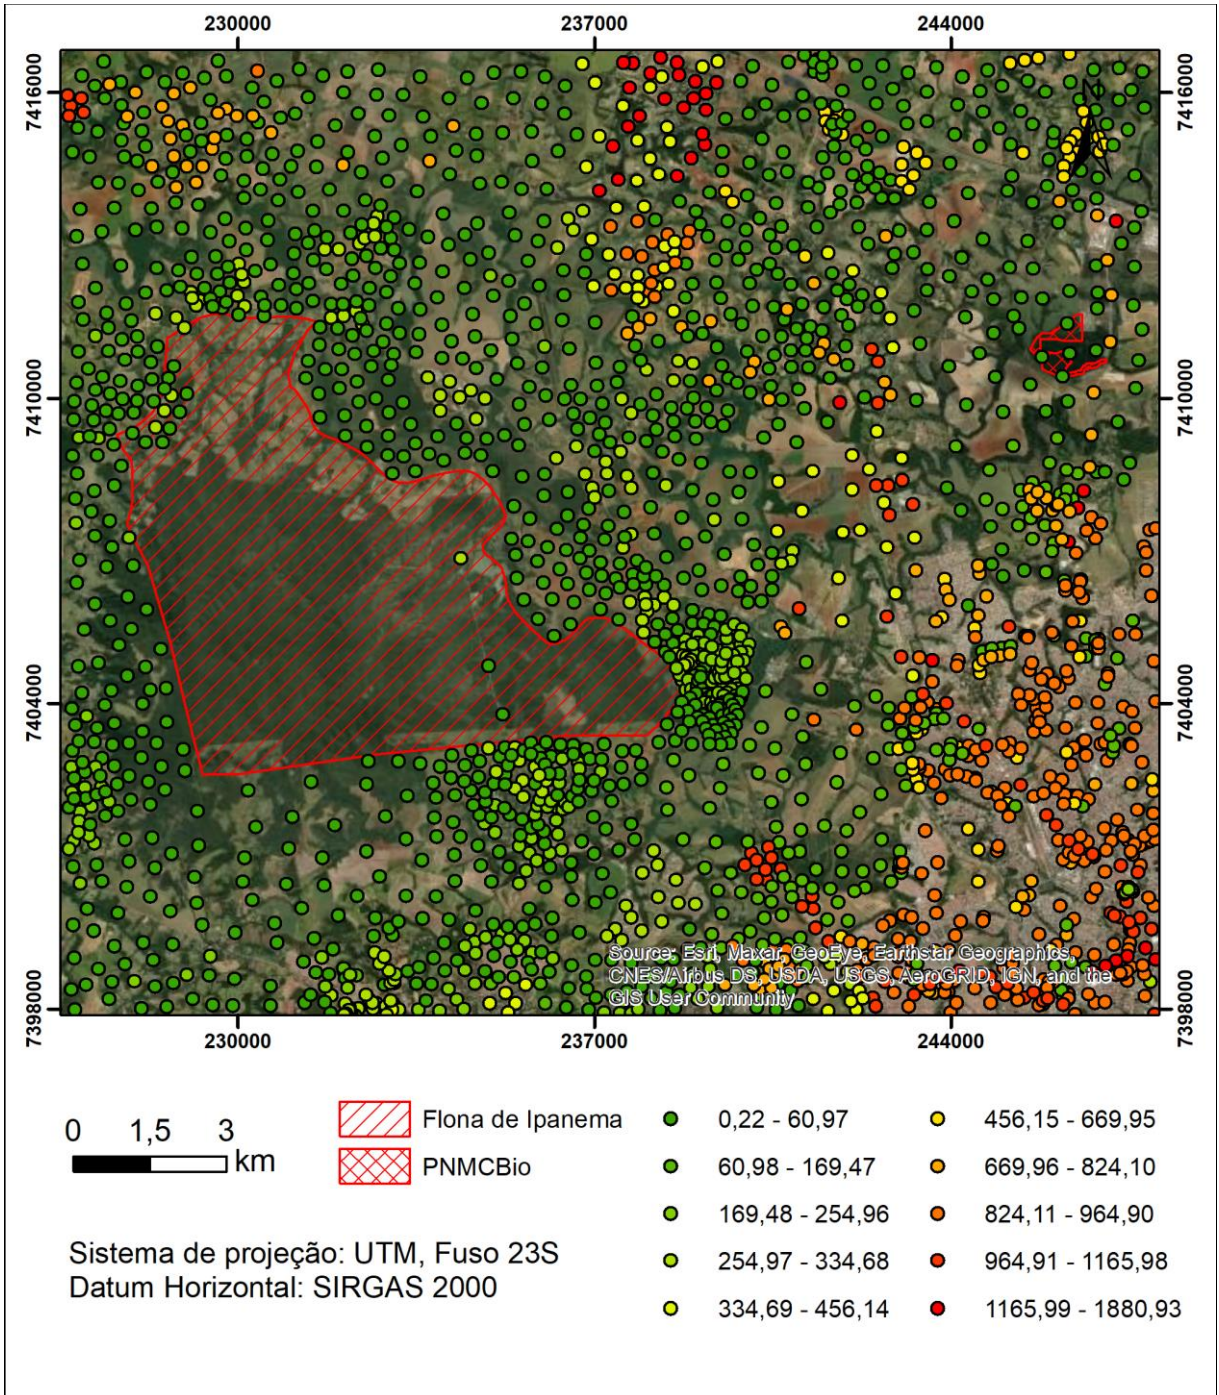 230000 237000 244000
7416000 7416000
N
7410000 7410000
7404000 7404000
7398000 7398000
Source: Esri, Maxar, GeoEye, Earthstar Geographics,
CNES/Airbus DS, USDA, USGS, AeroGRID, IGN, and the
GIS User Community
230000 237000 244000
0 1,5 3
km
Flona de Ipanema
PNMCBio
0,22 - 60,97
60,98 - 169,47
169,48 - 254,96
254,97 - 334,68
334,69 - 456,14
456,15 - 669,95
669,96 - 824,10
824,11 - 964,90
964,91 - 1165,98
1165,99 - 1880,93
Sistema de projeção: UTM, Fuso 23S
Datum Horizontal: SIRGAS 2000